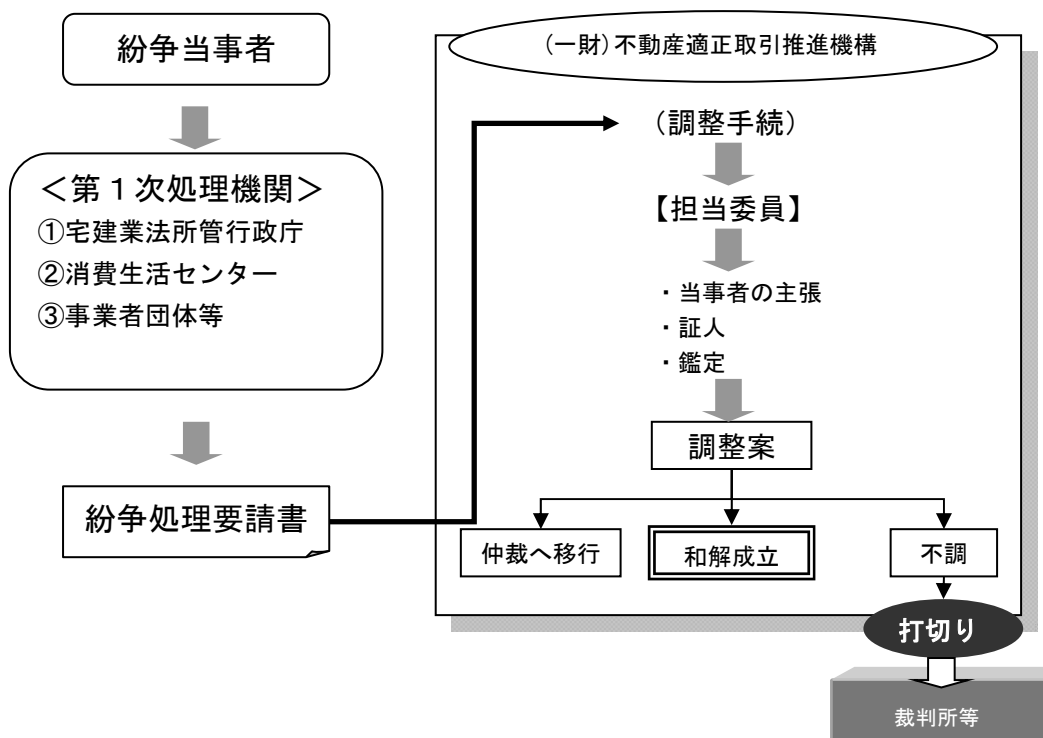 紛争当事者
＜第１次処理機関＞
①宅建業法所管行政庁
②消費生活センター
③事業者団体等
紛争処理要請書
(一財)不動産適正取引推進機構
（調整手続）
【担当委員】
・当事者の主張
・証人
・鑑定
調整案
仲裁へ移行
和解成立
不調
打切り
裁判所等